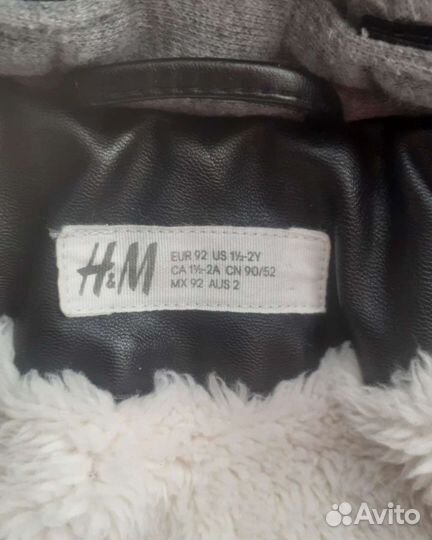 H&M
EUR 92 US 1½-2Y
CA 1½-2A CN 90/52
MX 92 AUS 2
Avito